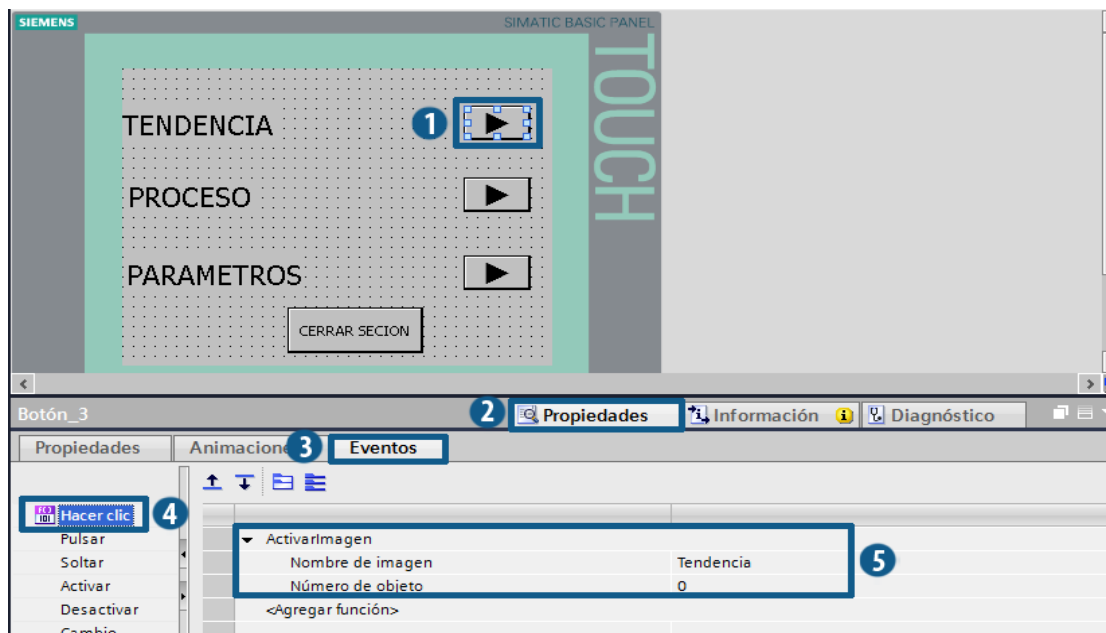 SIEMENS
SIMATIC BASIC PANEL
TOUCH
TENDENCIA
1
PROCESO
PARAMETROS
CERRAR SECION
Botón_3
2
Propiedades
Información
Diagnóstico
Propiedades
Animacione
3
Eventos
Hacer clic
4
Pulsar
Soltar
Activar
Desactivar
Cambio
ActivarImagen
Nombre de imagen Tendencia
5
Número de objeto 0
<Agregar función>